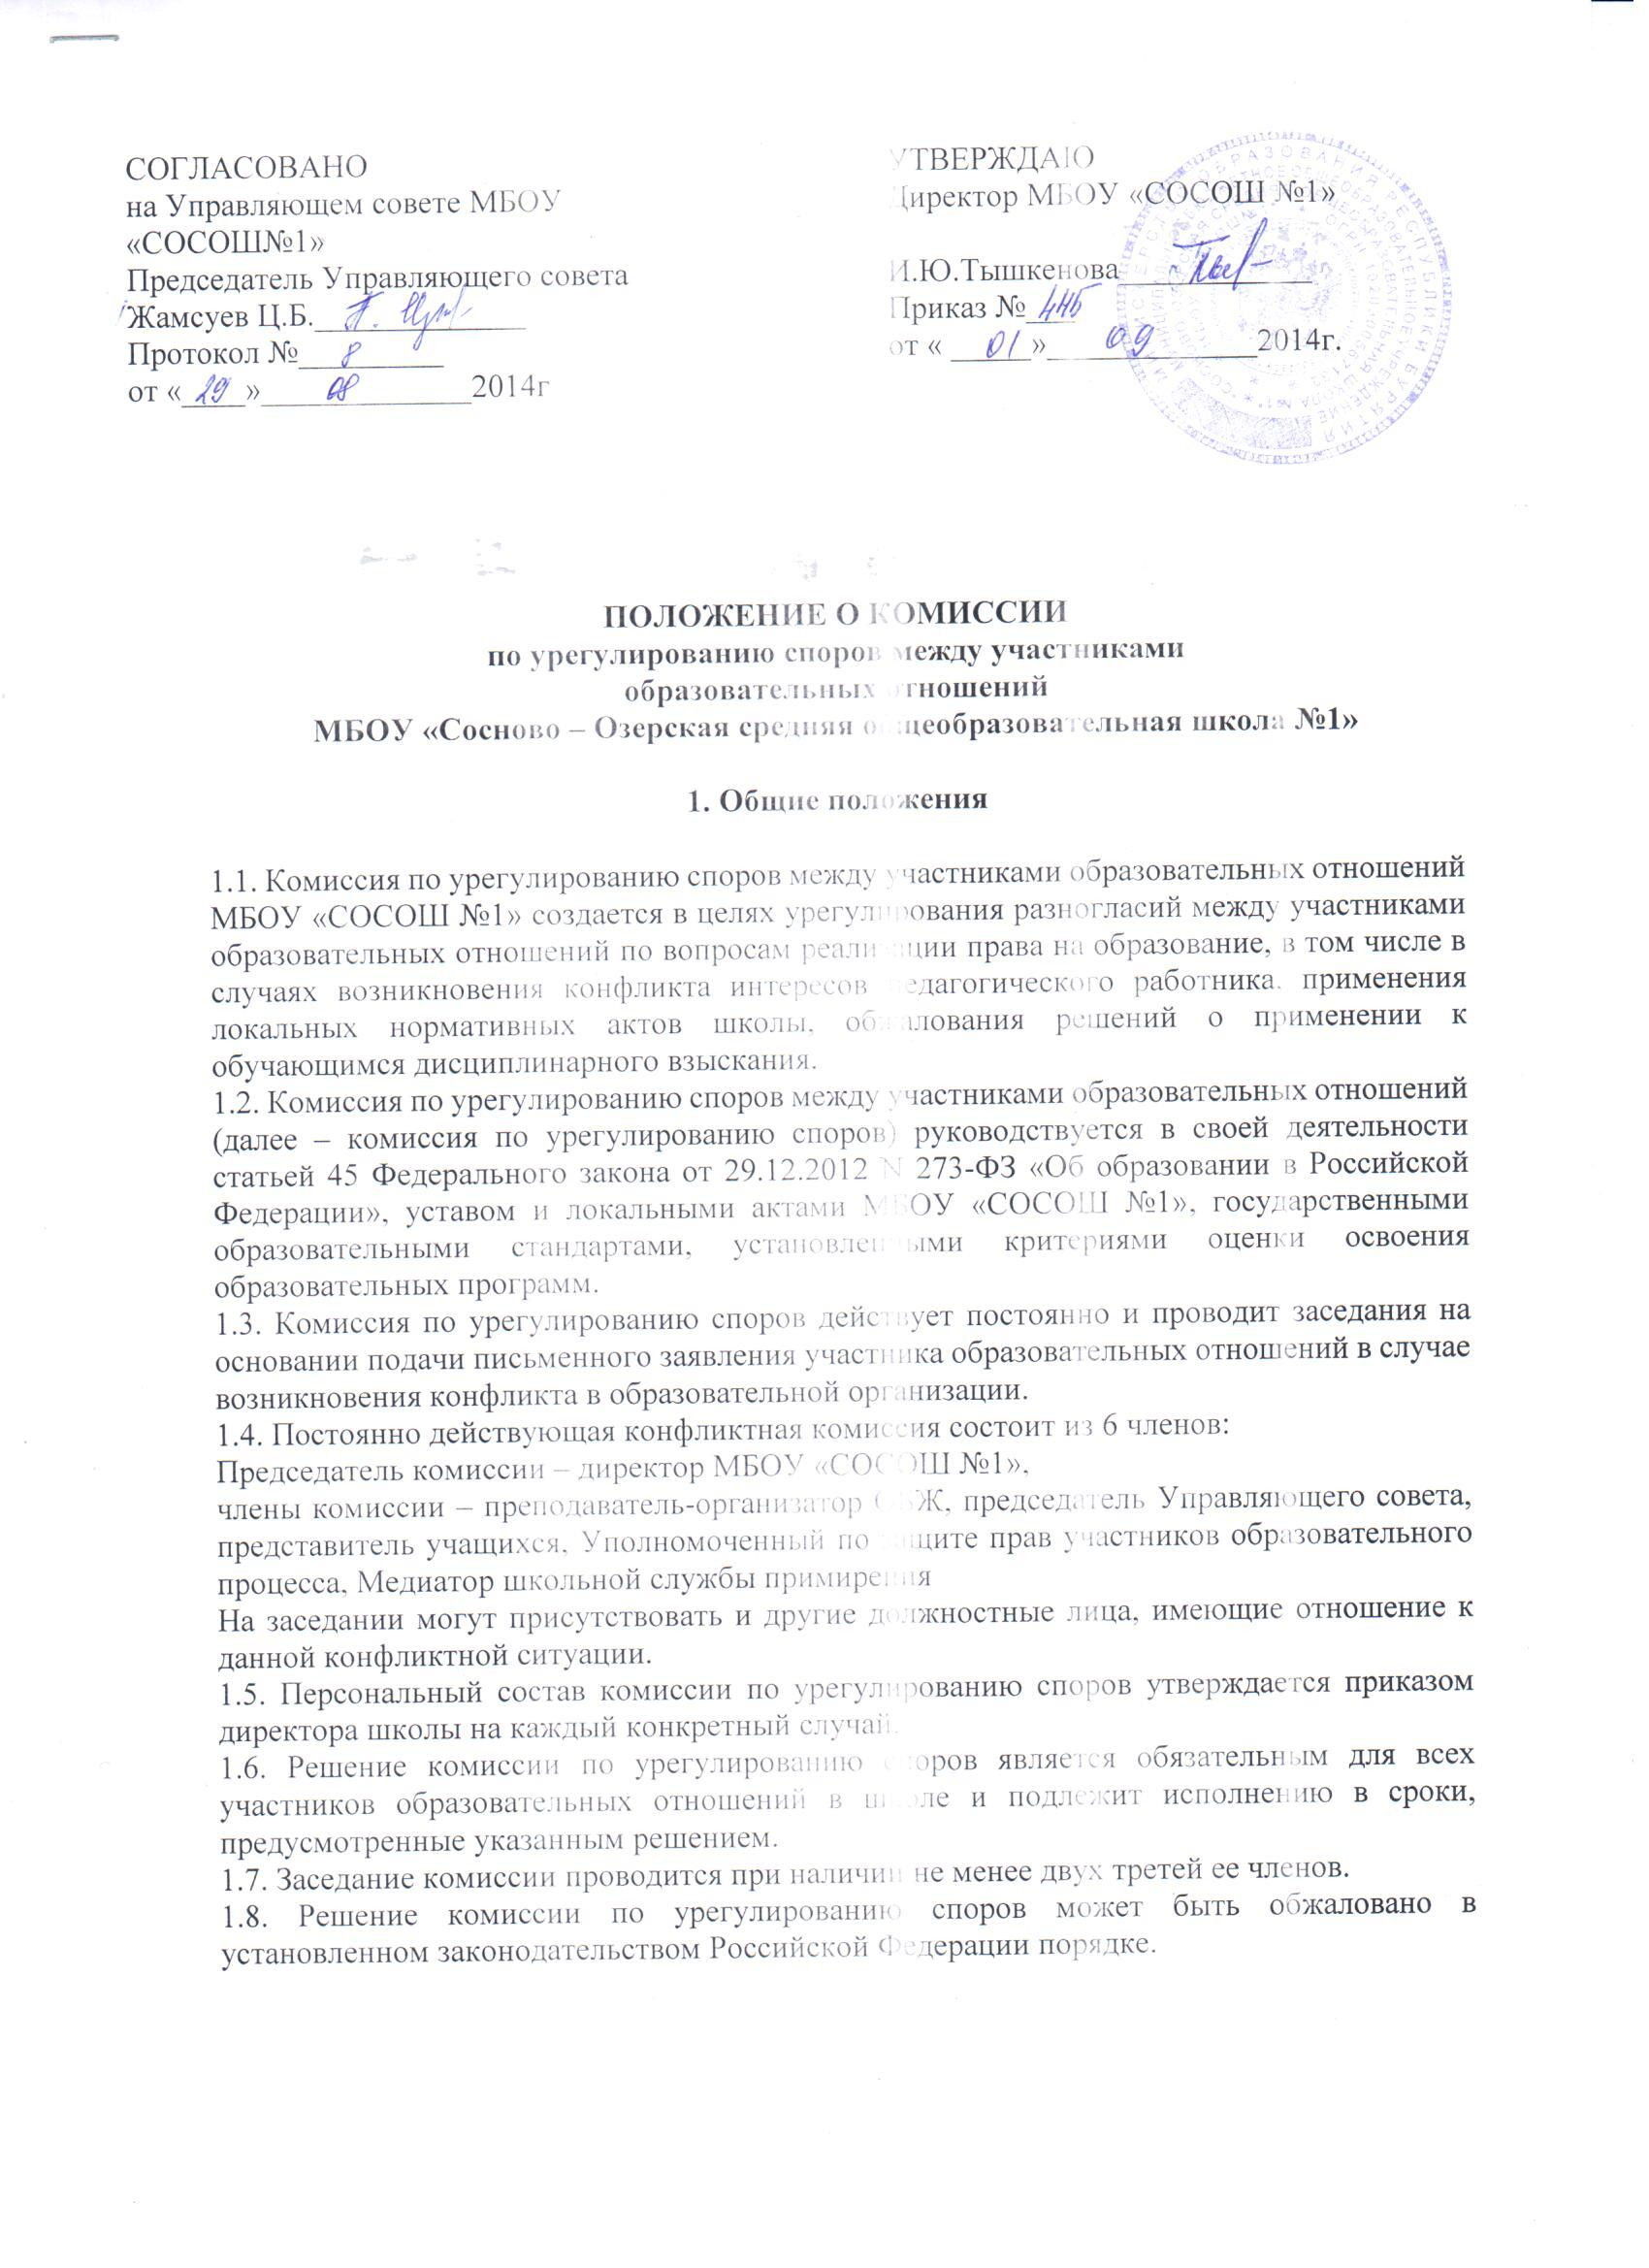 СОГЛАСОВАНО
на Управляющем совете МБОУ
«СОСОШ№1»
Председатель Управляющего совета
Жамсуев Ц.Б.
Протокол № 8
от « 29 » 08 2014г
УТВЕРЖДАЮ
Директор МБОУ «СОСОШ №1»
И.Ю.Тышкенова
Приказ №
от « 01 » 09 2014г.
ПОЛОЖЕНИЕ О КОМИССИИ
по урегулированию споров между участниками
образовательных отношений
МБОУ «Сосново – Озерская средняя общеобразовательная школа №1»
1. Общие положения
1.1. Комиссия по урегулированию споров между участниками образовательных отношений
МБОУ «СОСОШ №1» создается в целях урегулирования разногласий между участниками
образовательных отношений по вопросам реализации права на образование, в том числе в
случаях возникновения конфликта интересов педагогического работника, применения
локальных нормативных актов школы, обжалования решений о применении к
обучающимся дисциплинарного взыскания.
1.2. Комиссия по урегулированию споров между участниками образовательных отношений
(далее – комиссия по урегулированию споров) руководствуется в своей деятельности
статьей 45 Федерального закона от 29.12.2012 N 273-ФЗ «Об образовании в Российской
Федерации», уставом и локальными актами МБОУ «СОСОШ №1», государственными
образовательными стандартами, установленными критериями оценки освоения
образовательных программ.
1.3. Комиссия по урегулированию споров действует постоянно и проводит заседания на
основании подачи письменного заявления участника образовательных отношений в случае
возникновения конфликта в образовательной организации.
1.4. Постоянно действующая конфликтная комиссия состоит из 6 членов:
Председатель комиссии – директор МБОУ «СОСОШ №1»,
члены комиссии – преподаватель-организатор ОБЖ, председатель Управляющего совета,
представитель учащихся, Уполномоченный по защите прав участников образовательного
процесса, Медиатор школьной службы примирения
На заседании могут присутствовать и другие должностные лица, имеющие отношение к
данной конфликтной ситуации.
1.5. Персональный состав комиссии по урегулированию споров утверждается приказом
директора школы на каждый конкретный случай.
1.6. Решение комиссии по урегулированию споров является обязательным для всех
участников образовательных отношений в школе и подлежит исполнению в сроки,
предусмотренные указанным решением.
1.7. Заседание комиссии проводится при наличии не менее двух третей ее членов.
1.8. Решение комиссии по урегулированию споров может быть обжаловано в
установленном законодательством Российской Федерации порядке.